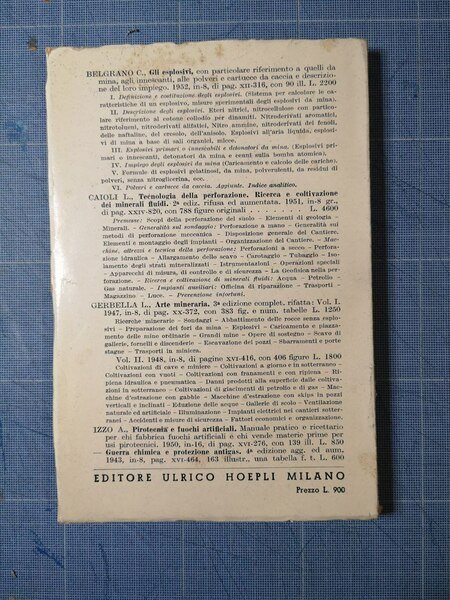 BELGRANO C., Gli esplosivi, con particolare riferimento a quelli da
mina, agli innescanti, alle polveri e cartucce da caccia e descrizio-
ne del loro impiego. 1952, in-8, di pag. XII-316, con 90 ill. L. 2200
I. Definizione e costituzione degli esplosivi. (Sistema per calcolare le ca-
ratteristiche di un esplosivo, misure sperimentali degli esplosivi da mina).
II. Descrizione degli esplosivi. Eteri nitrici, nitrocellulose con partico-
lare riferimento al cotone collodio per dinamiti. Nitroderivati aromatici,
nitrotolueni, nitroderivati alifatici, Nitro ammine, nitroderivati dei fenoli,
delle naftaline, del cresolo, dell'anisolo. Esplosivi all'aria liquida, esplosi-
vi di mina a base di sali organici, micce.
III. Esplosivi primari o innescabili e detonatori da mina. (Esplosivi pri-
mari o innescanti, detonatori da mina e cenni sulla bomba atomica).
IV. Impiego degli esplosivi da mina (Caricamento e calcolo delle cariche).
V. Formule di esplosivi gelatinosi, da mina, polverulenti, da residui di
polveri, senza nitroglicerina, ecc.
VI. Polveri e cartucce da caccia. Aggiunte. Indice analitico.
CAIOLI L., Tecnologia della perforazione. Ricerca e coltivazione
dei minerali fluidi. 2ª ediz. rifusa ed aumentata. 1951, in-8 gr.,
di pag. XXIV-820, con 788 figure originali . . . . . . L. 4600
Premesse: Scopi della perforazione del suolo - Elementi di geologia -
Minerali. - Generalità sul sondaggio: Perforazione a mano - Generalità sui
metodi di perforazione meccanica - Disposizione generale del Cantiere.
Elementi e montaggio degli impianti - Organizzazione del Cantiere. - Mac-
chine, attrezzi e tecnica della perforazione: Perforazioni a secco - Perfora-
zione idraulica - Allargamento dello scavo - Carotaggio - Tubaggio - Iso-
lamento degli strati mineralizzati - Istrumentazioni - Operazioni speciali
- Apparecchi di misura, di controllo e di sicurezza - La Geofisica nella per-
forazione. - Ricerca e coltivazione di minerali fluidi: Acqua - Petrolio -
Gas naturale. - Impianti ausiliari: Officina di riparazione - Trasporti -
Magazzino - Luce. - Prevenzione infortuni.
GERBELLA L., Arte mineraria. 3ª edizione complet. rifatta: Vol. I.
1947, in-8, di pag. XX-372, con 383 fig. e num. tabelle L. 1250
Ricerche minerarie - Sondaggi - Abbattimento delle rocce senza esplo-
sivi - Preparazione dei fori da mina - Esplosivi - Caricamento e piazza-
mento delle mine ordinarie - Grandi mine - Opere di sostegno - Scavo di
gallerie, fornelli e discenderie - Escavazione dei pozzi - Sbarramenti e porte
stagne - Trasporti in miniera.
Vol. II. 1948, in-8, di pagine XVI-416, con 406 figure L. 1800
Coltivazioni di cave e miniere - Coltivazioni a giorno e in sotterraneo -
Coltivazioni con vuoti - Coltivazioni con franamenti e con ripiena - Ri-
piena idraulica e pneumatica - Danni prodotti alla superficie dalle coltiva-
zioni in sotterraneo - Coltivazioni di giacimenti di petrolio e di gas - Mac-
chine d'estrazione con gabbie - Macchine d'estrazione con skips in pozzi
verticali e inclinati - Eduzione delle acque - Gallerie di scolo - Ventilazione
naturale ed artificiale - Illuminazione - Impianti elettrici nei cantieri sotter-
ranei - Accidenti e misure di sicurezza - Fattori economici e organizzazione.
IZZO A., Pirotecnia e fuochi artificiali. Manuale pratico e ricettario
per chi fabbrica fuochi artificiali e chi vende materie prime per
usi pirotecnici. 1950, in-16, di pag. XVI-276, con 139 ill. L. 850
— Guerra chimica e protezione antigas. 4ª edizione agg. ed aum.
1943, in-8, pag. XVI-464, 163 illustr., una tabella f. t. L. 600
EDITORE ULRICO HOEPLI MILANO
Prezzo L. 900